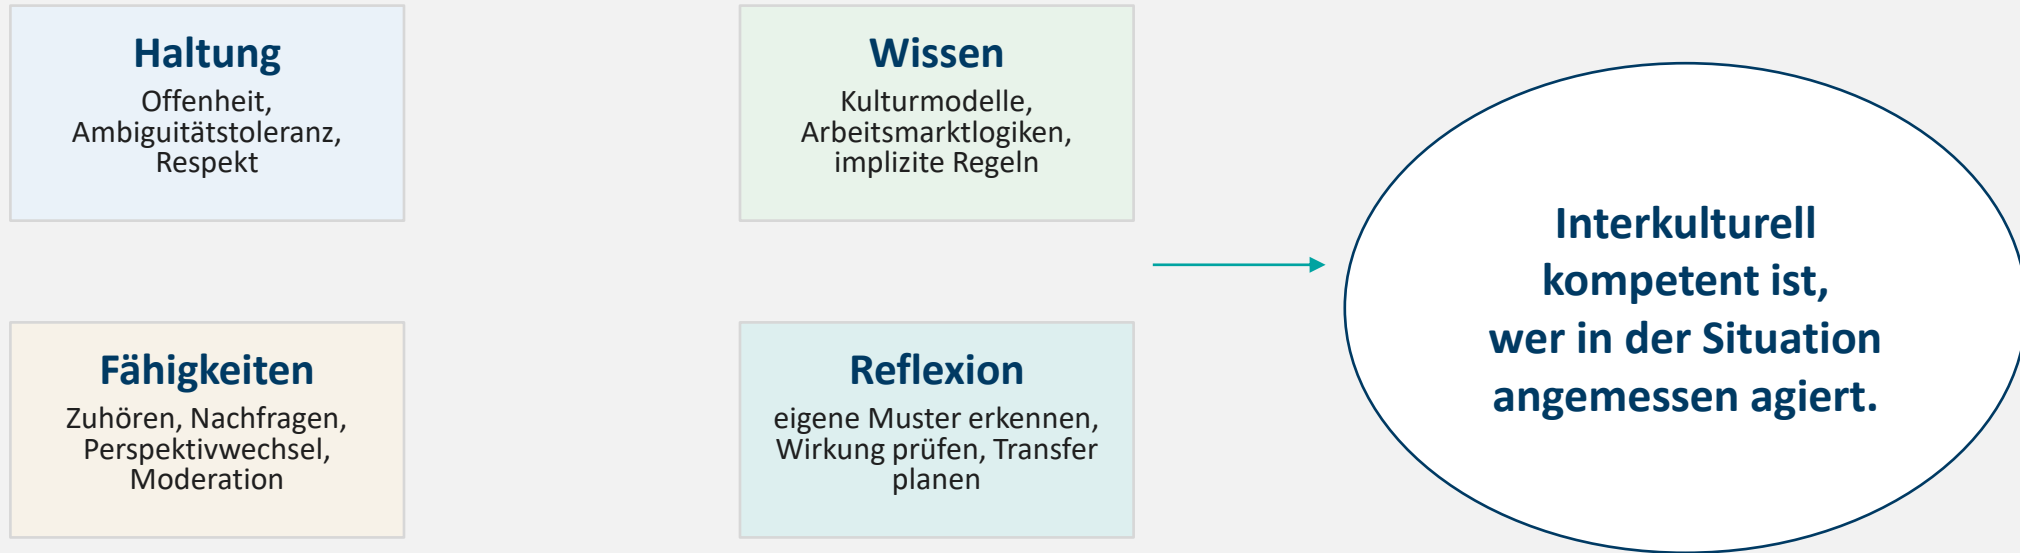 Haltung
Offenheit,
Ambiguitätstoleranz,
Respekt
Wissen
Kulturmodelle,
Arbeitsmarktlogiken,
implizite Regeln
Fähigkeiten
Zuhören, Nachfragen,
Perspektivwechsel,
Moderation
Reflexion
eigene Muster erkennen,
Wirkung prüfen, Transfer
planen
Interkulturell
kompetent ist,
wer in der Situation
angemessen agiert.